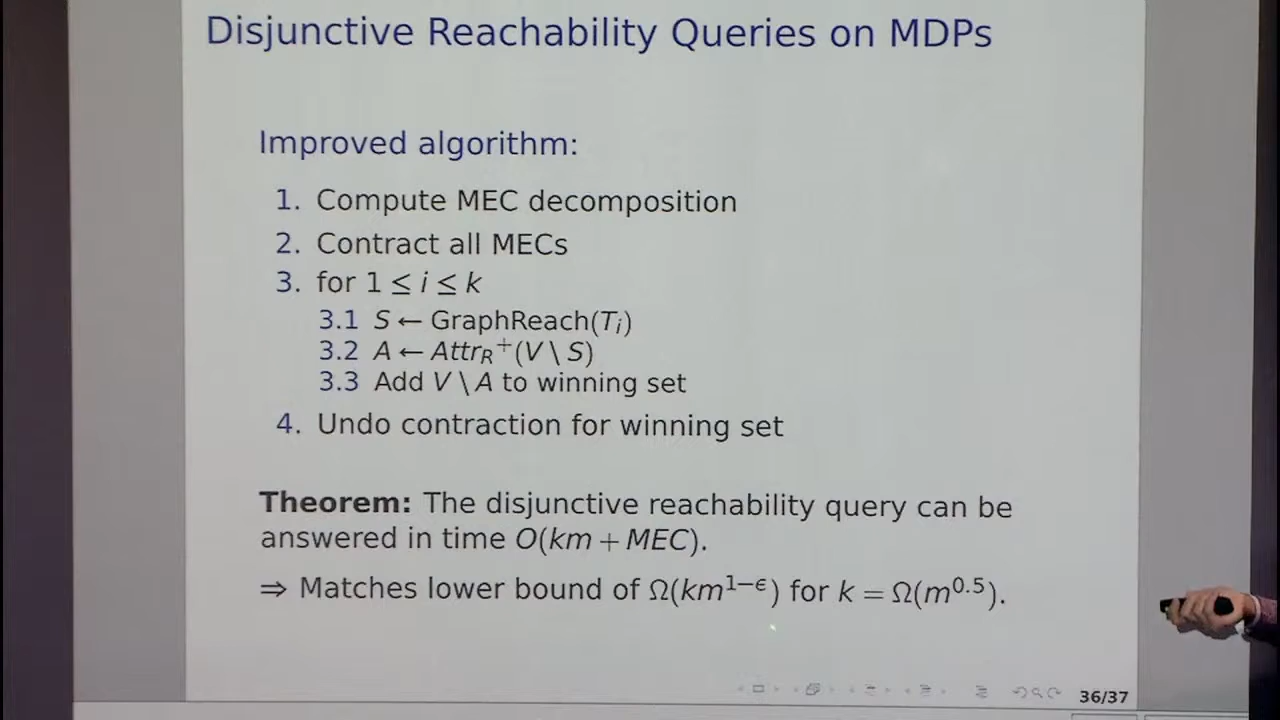 Disjunctive Reachability Queries on MDPs
Improved algorithm:
1. Compute MEC decomposition
2. Contract all MECs
3. for 1 ≤ i ≤ k
3.1 S ← GraphReach(Tᵢ)
3.2 A ← Attr_R⁺(V \ S)
3.3 Add V \ A to winning set
4. Undo contraction for winning set
Theorem: The disjunctive reachability query can be
answered in time O(km + MEC).
⇒ Matches lower bound of Ω(km^{1−ϵ}) for k = Ω(m^{0.5}).
36/37